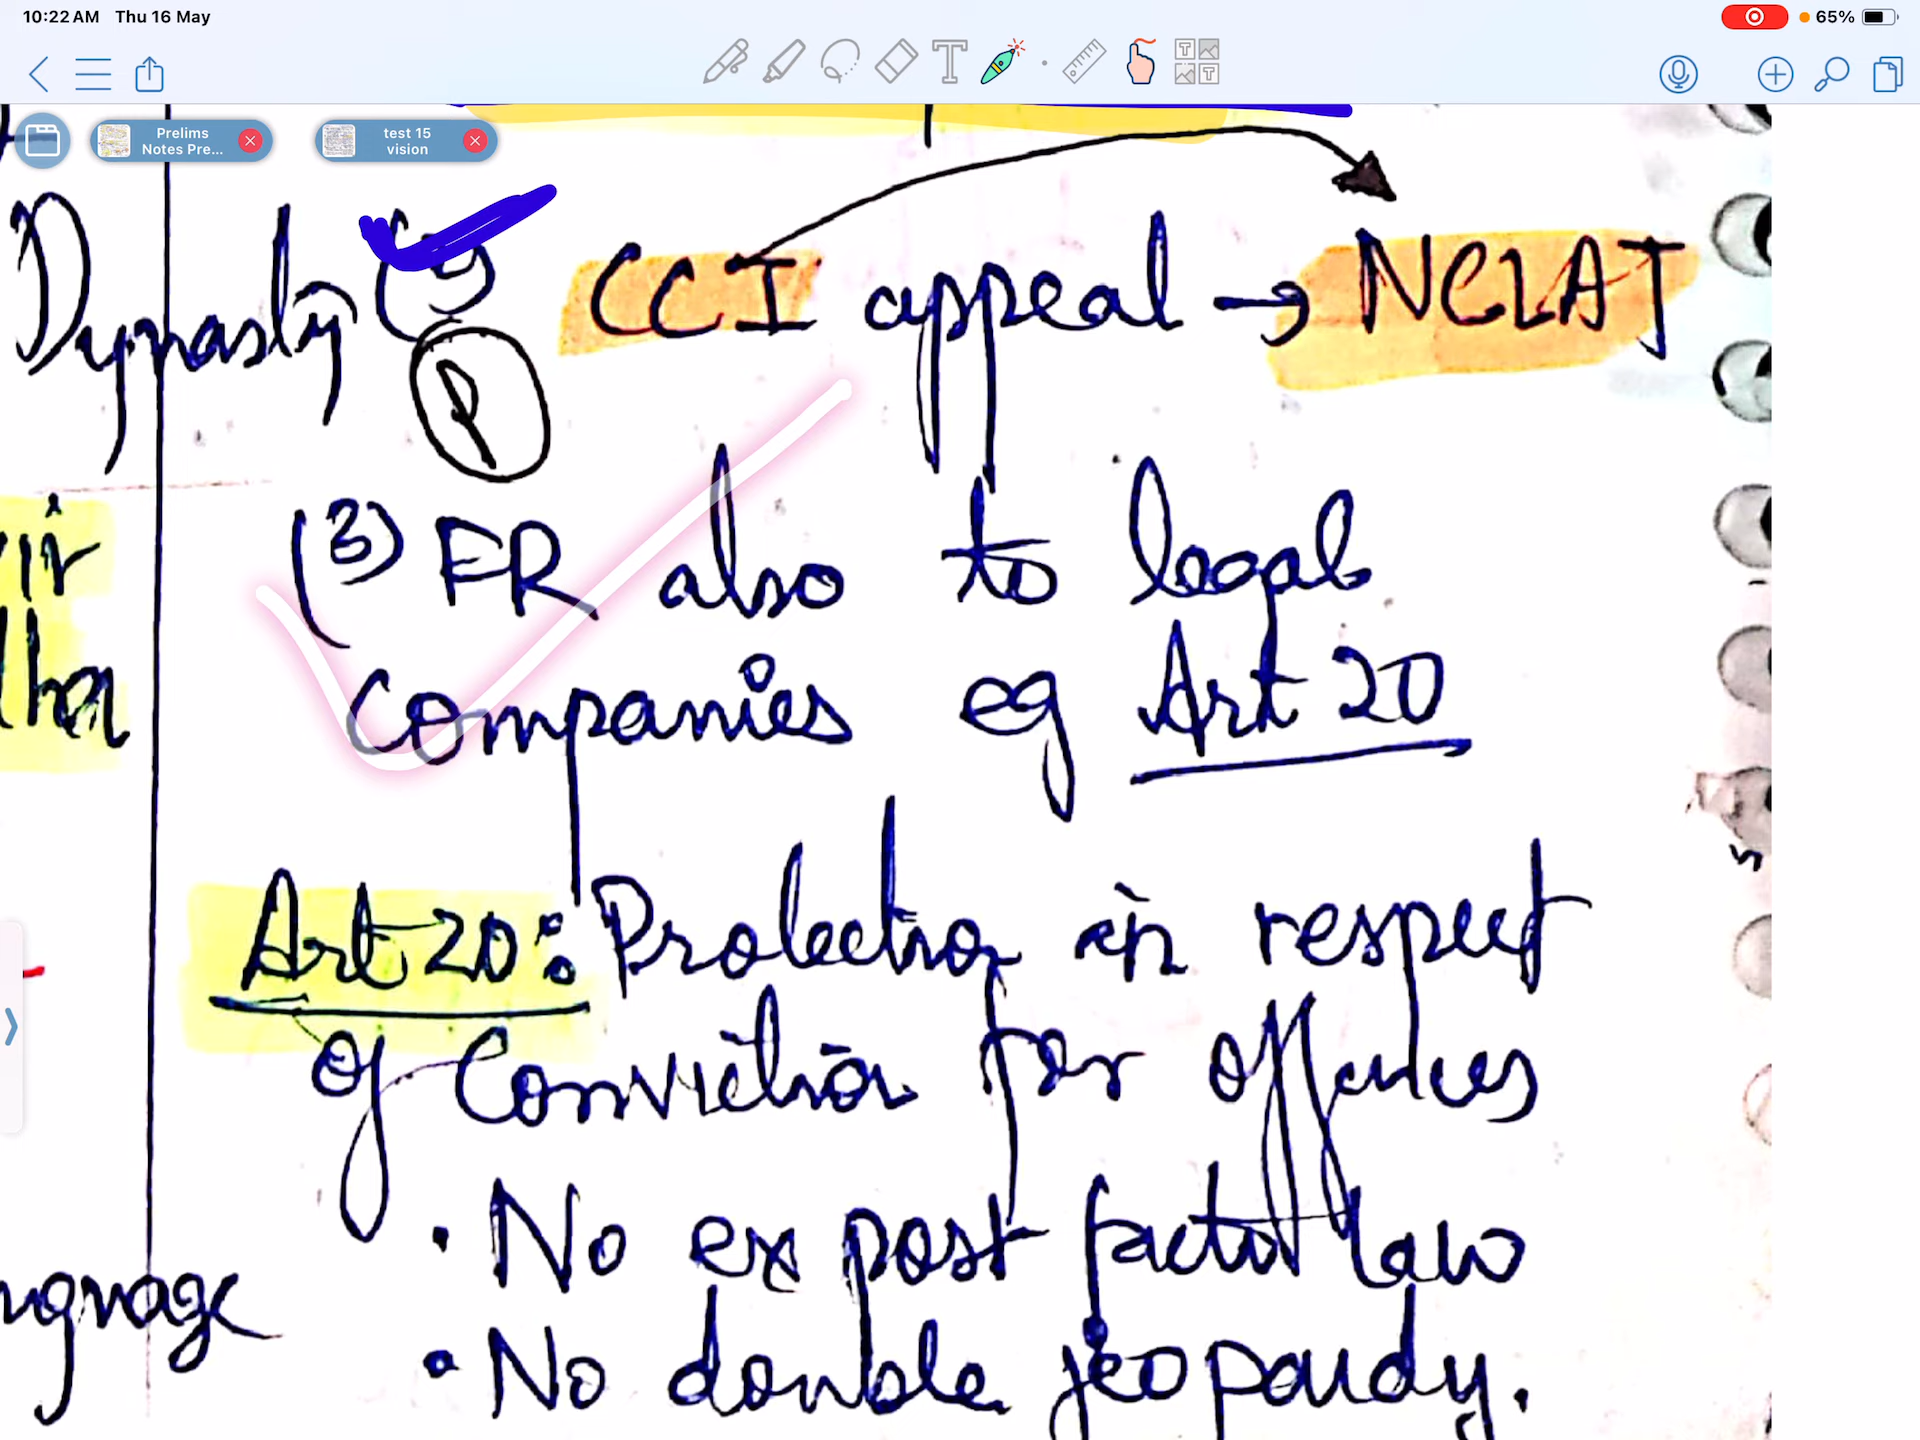 10:22 AM Thu 16 May
65%
T
Prelims
Notes Pre...
test 15
vision
Dynasty
CCI appeal → NCLAT
P
(3) FR also to legal
Companies eg Art 20
Art 20: Protection in respect
of Conviction for offences
• No ex post facto law
• No double jeopardy.